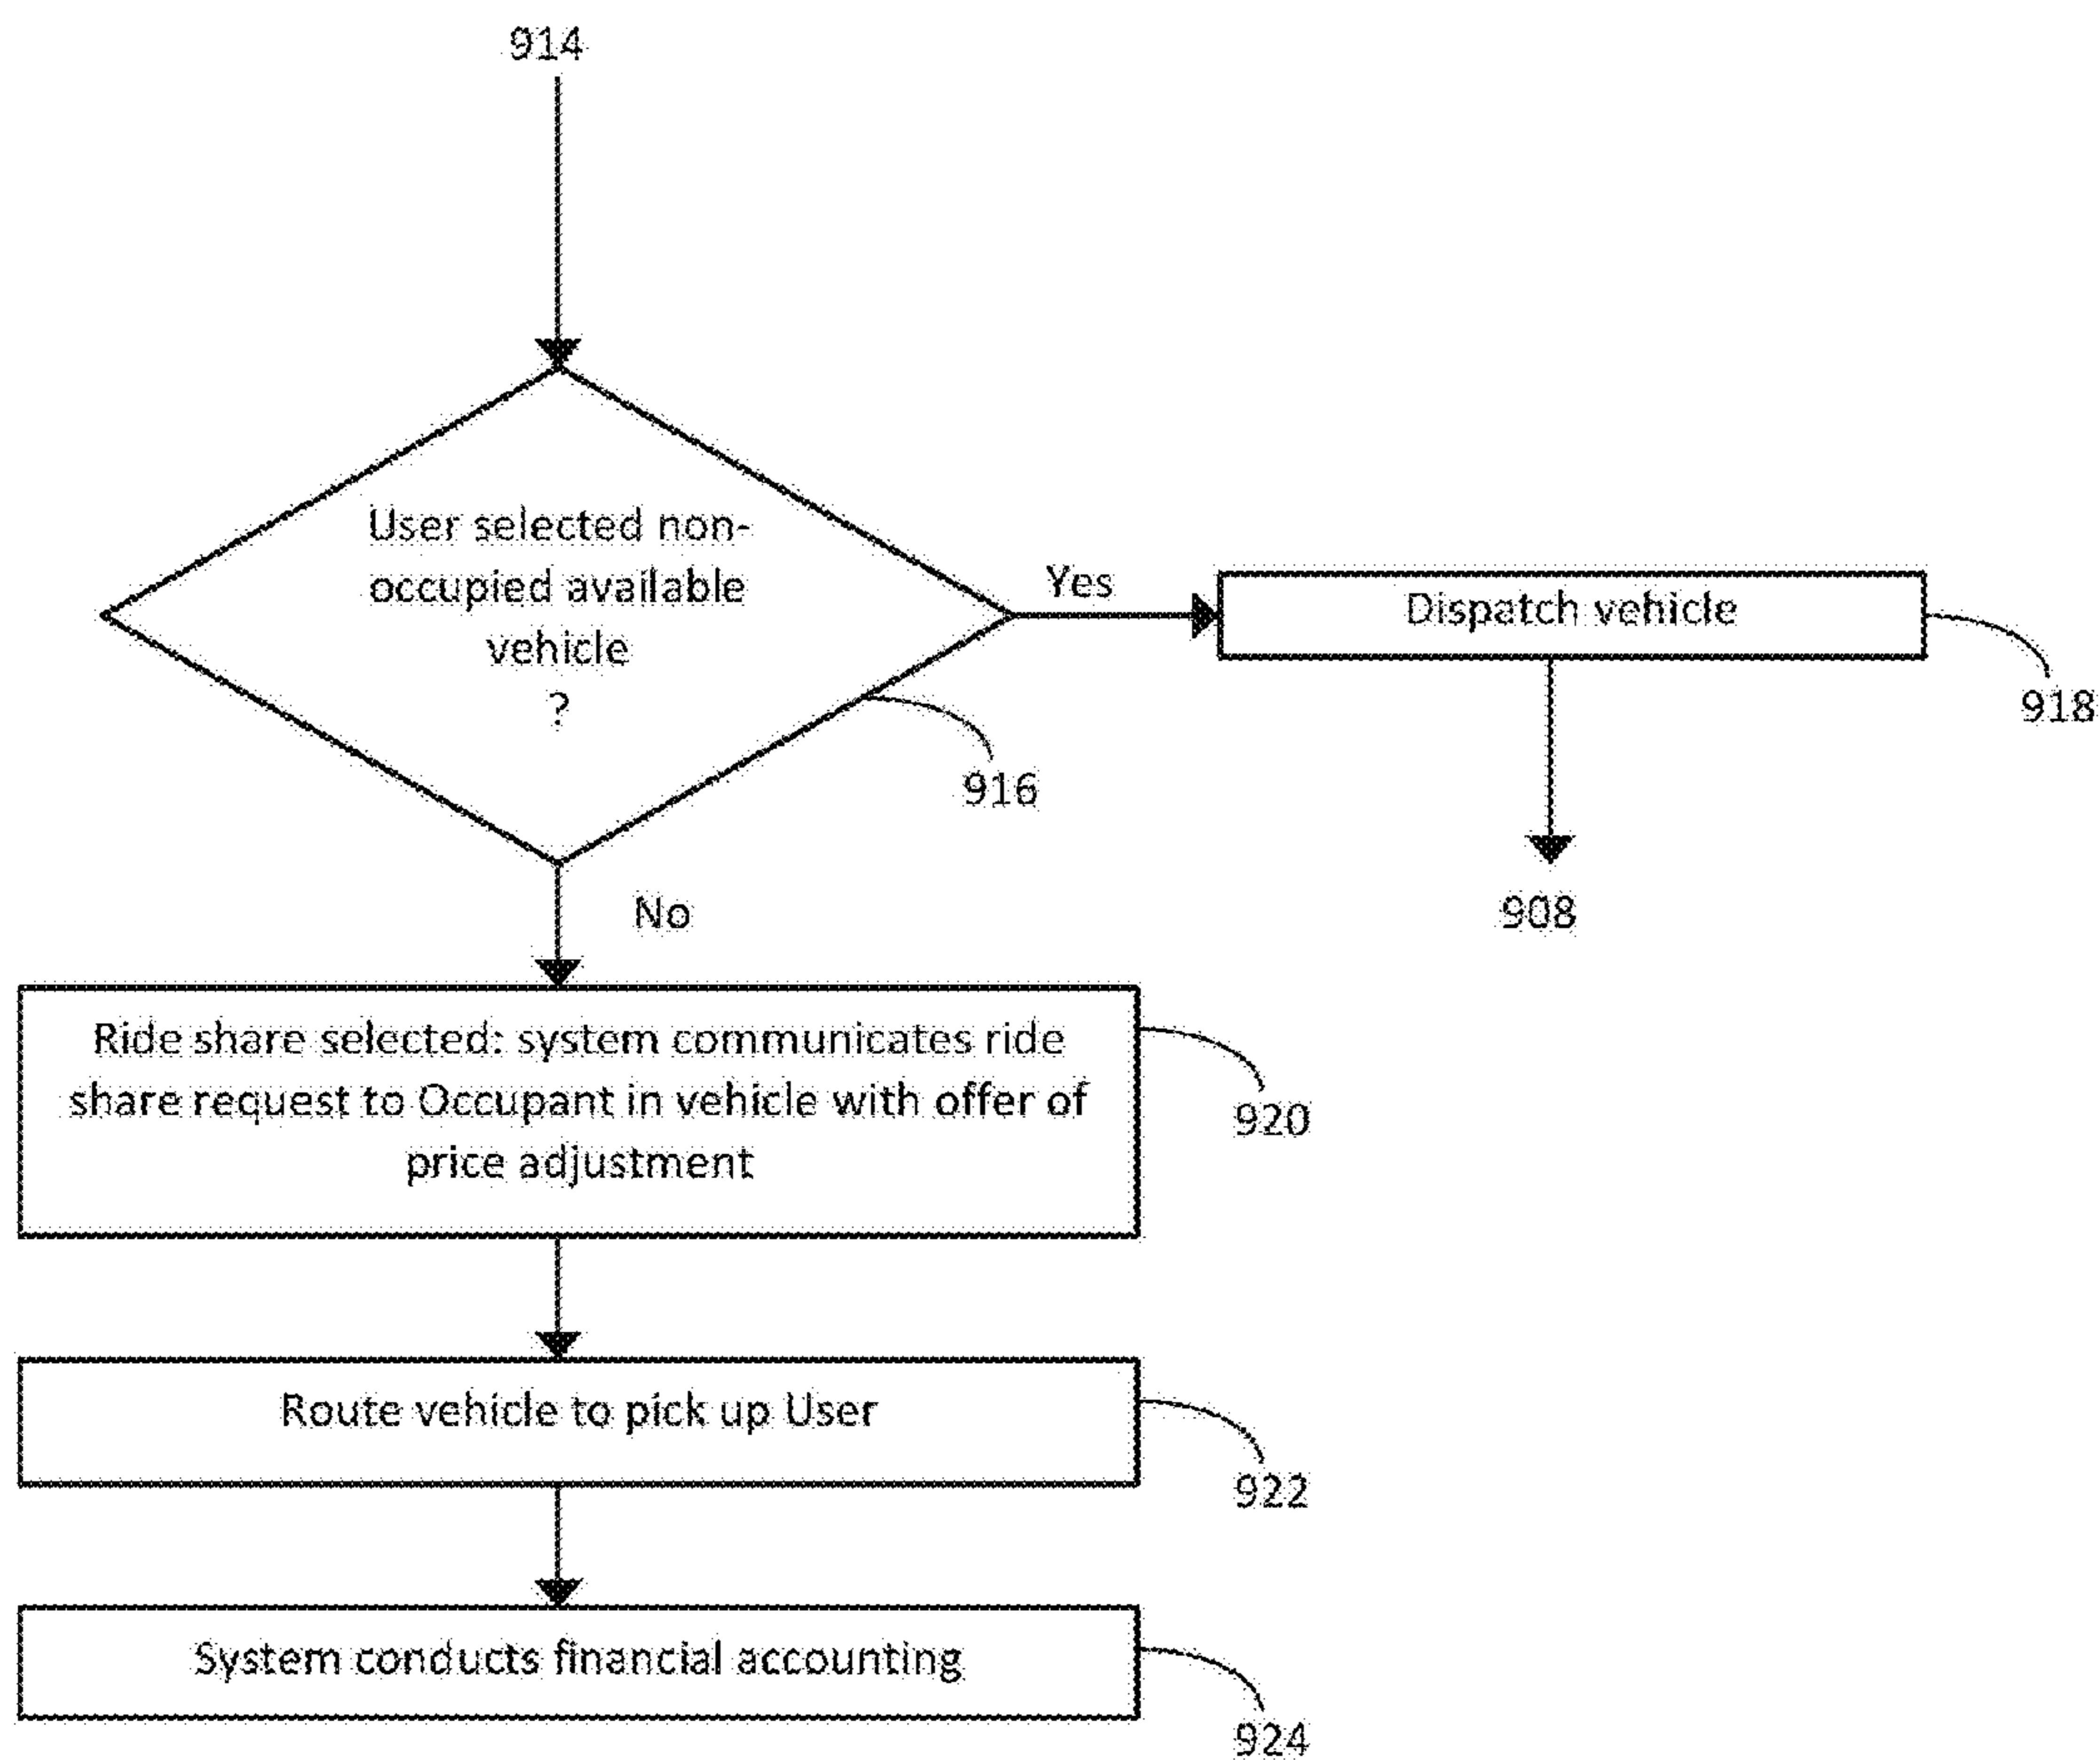 914
User selected non-
occupied available
vehicle
?
916
Yes
Dispatch vehicle
918
908
No
Ride share selected: system communicates ride
share request to Occupant in vehicle with offer of
price adjustment
920
Route vehicle to pick up User
922
System conducts financial accounting
924